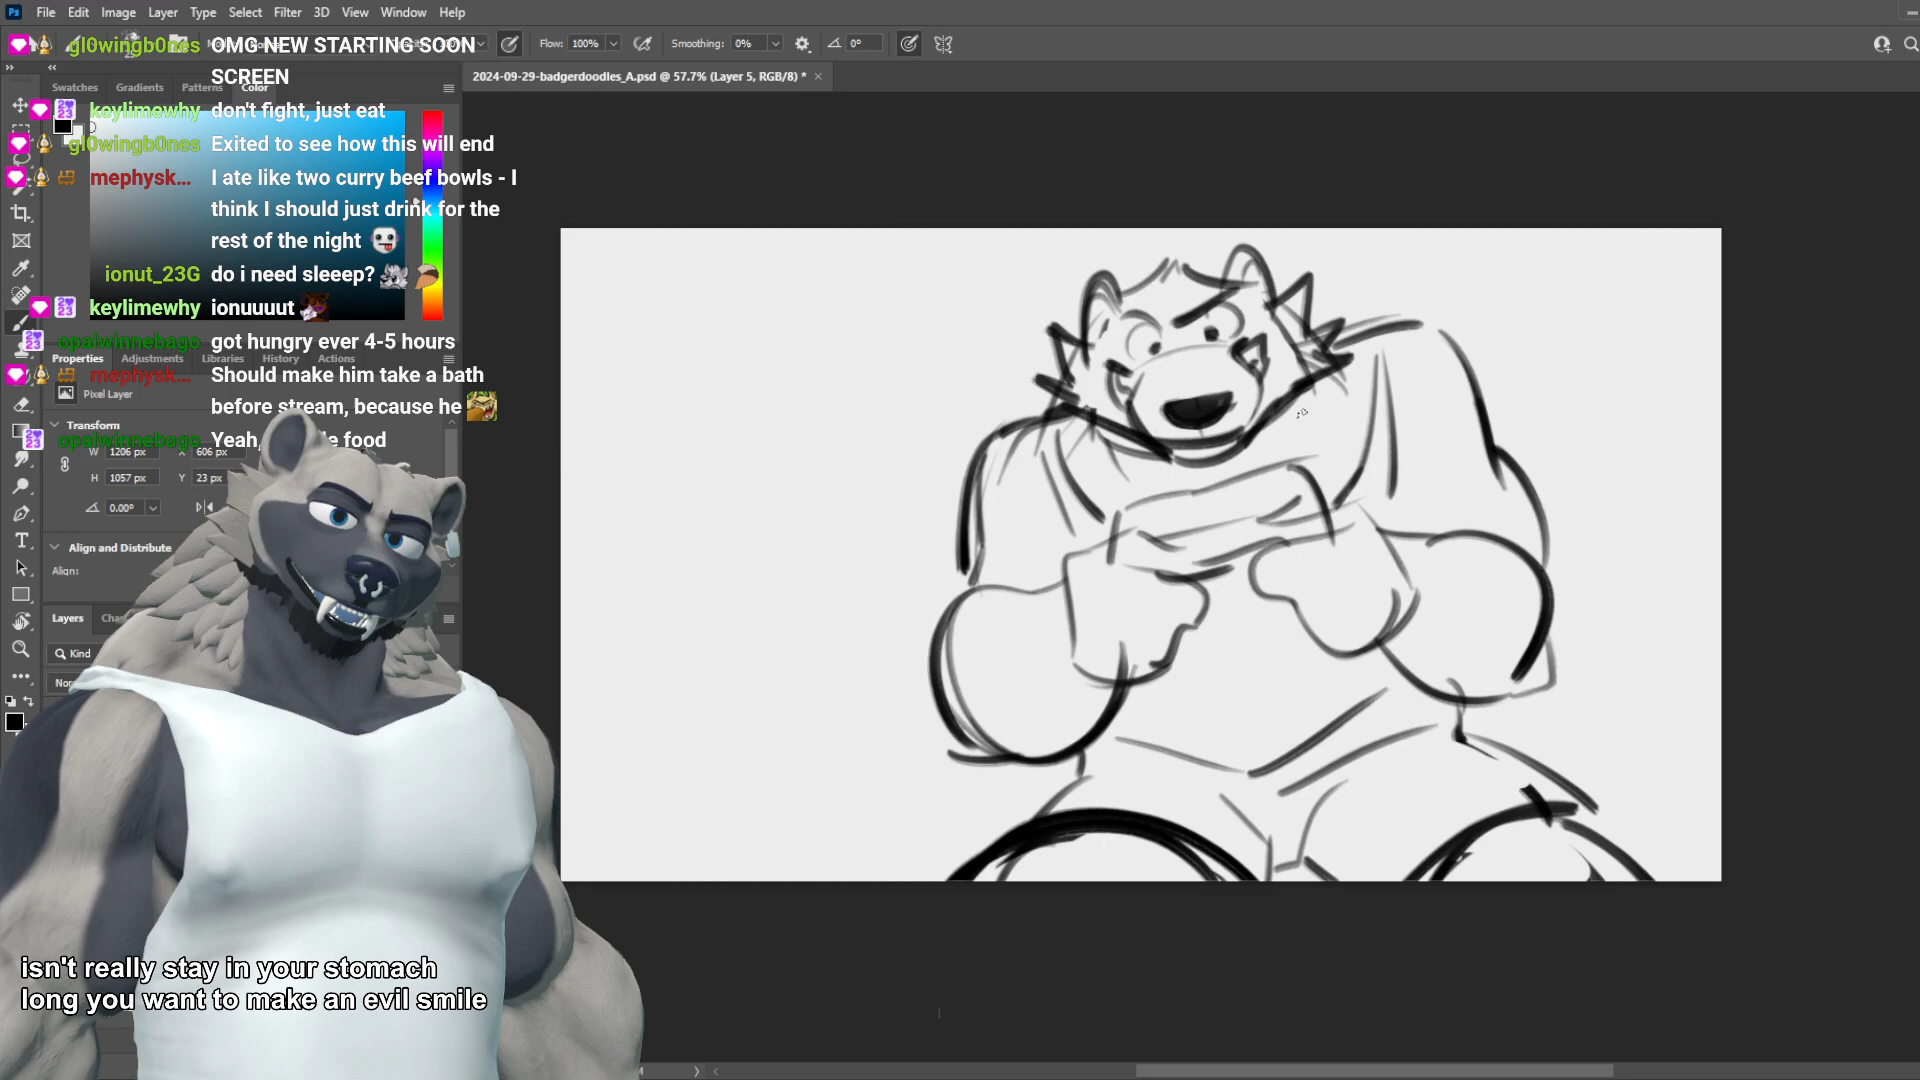 File Edit Image Layer Type Select Filter 3D View Window Help
Flow: 100% Smoothing: 0% 0°
2024-09-29-badgerdoodles_A.psd @ 57.7% (Layer 5, RGB/8) *
Swatches Gradients Patterns Color
gl0wingb0nes OMG NEW STARTING SOON
SCREEN
keylimewhy don't fight, just eat
gl0wingb0nes Exited to see how this will end
mephysk... I ate like two curry beef bowls - I
think I should just drink for the
rest of the night
ionut_23G do i need sleeep?
keylimewhy ionuuuut
opalwinnebago got hungry ever 4-5 hours
Properties Adjustments Libraries History Actions
mephysk... Should make him take a bath
before stream, because he
Pixel Layer
Transform
opalwinnebago Yeah, food
W 1206 px X 606 px
H 1057 px Y 23 px
0.00°
Align and Distribute
Align:
Layers
Kind
isn't really stay in your stomach
long you want to make an evil smile